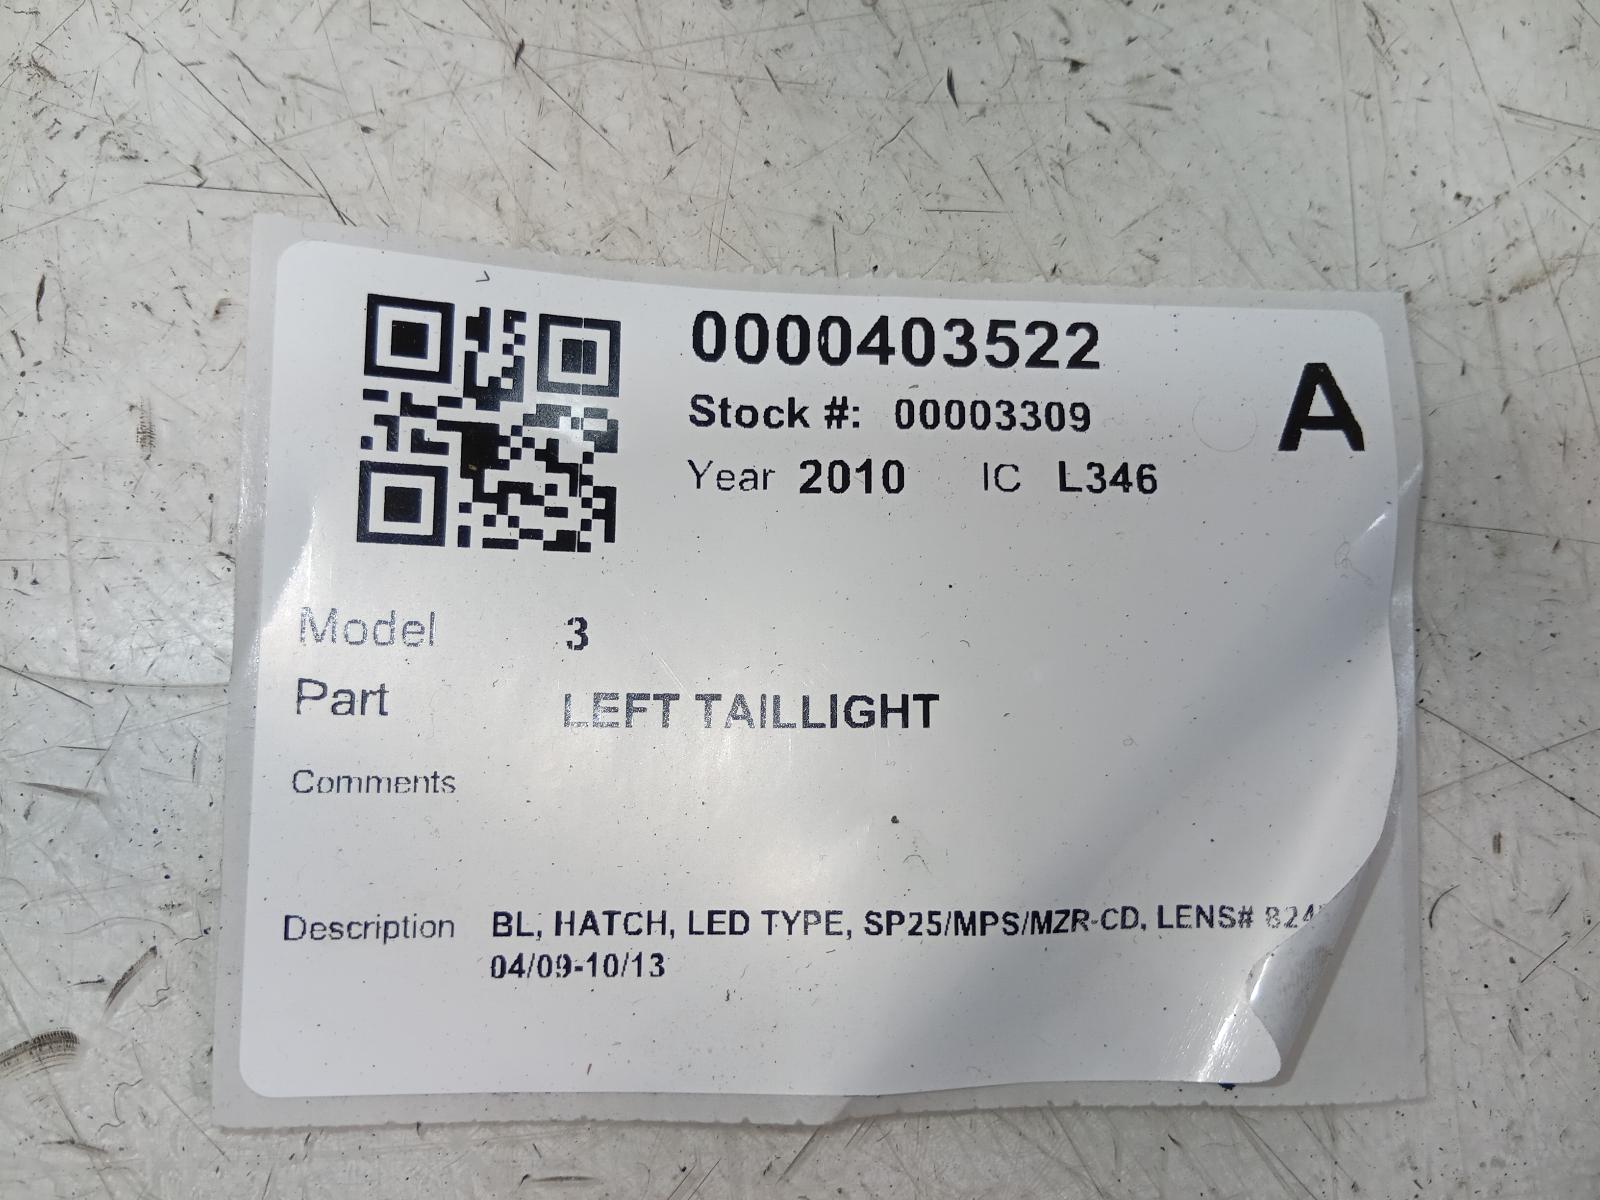 0000403522
A
Stock #: 00003309
Year 2010 IC L346
Model 3
Part LEFT TAILLIGHT
Comments
Description BL, HATCH, LED TYPE, SP25/MPS/MZR-CD, LENS#
04/09-10/13